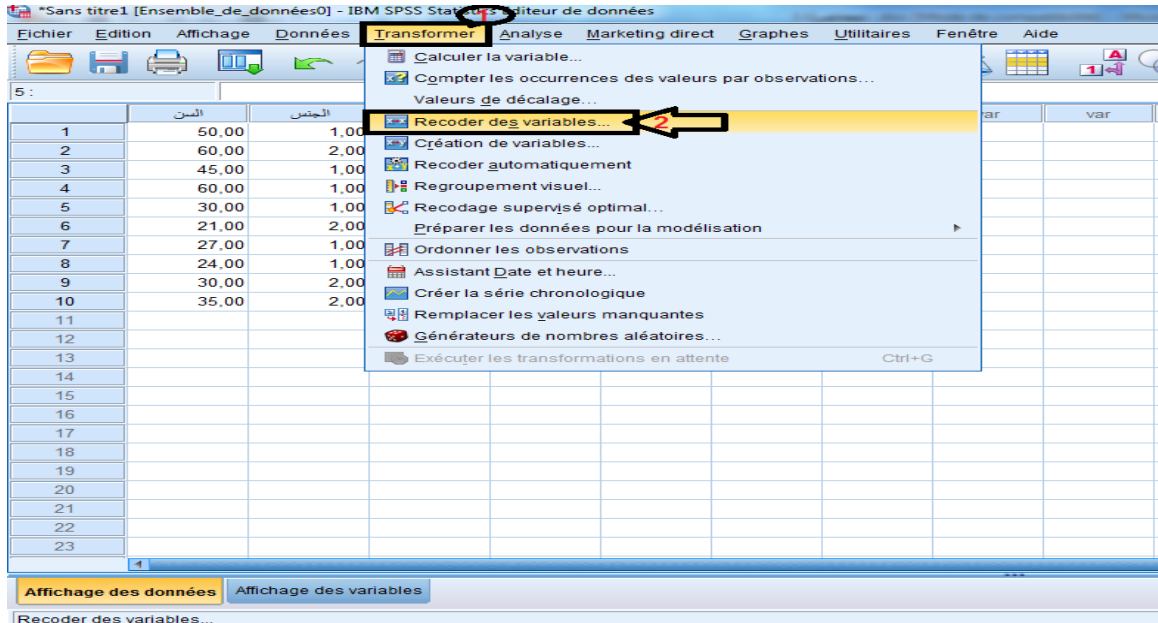 *Sans titre1 [Ensemble_de_données0] - IBM SPSS Statistics Editeur de données
1
Fichier Edition Affichage Données Transformer Analyse Marketing direct Graphes Utilitaires Fenêtre Aide
5 :
السن الجنس var var
Calculer la variable...
Compter les occurrences des valeurs par observations...
Valeurs de décalage...
Recoder des variables... 2
Création de variables...
Recoder automatiquement
Regroupement visuel...
Recodage supervisé optimal...
Préparer les données pour la modélisation
Ordonner les observations
Assistant Date et heure...
Créer la série chronologique
Remplacer les valeurs manquantes
Générateurs de nombres aléatoires...
Exécuter les transformations en attente Ctrl+G
1 50,00 1,00
2 60,00 2,00
3 45,00 1,00
4 60,00 1,00
5 30,00 1,00
6 21,00 2,00
7 27,00 1,00
8 24,00 1,00
9 30,00 2,00
10 35,00 2,00
11
12
13
14
15
16
17
18
19
20
21
22
23
Affichage des données Affichage des variables
Recoder des variables...